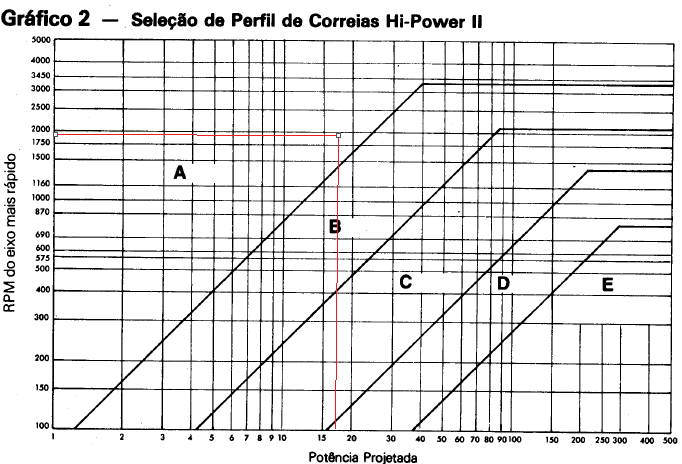 Gráfico 2 — Seleção de Perfil de Correias Hi-Power II
RPM do eixo mais rápido
5000
4000
3450
3000
2500
2000
1750
1500
1160
1000
870
690
600
575
500
400
300
200
150
100
A
B
C
D
E
1 2 3 4 5 6 7 8 9 10 15 20 30 40 50 60 70 80 90 100 150 200 250 300 400 500
Potência Projetada